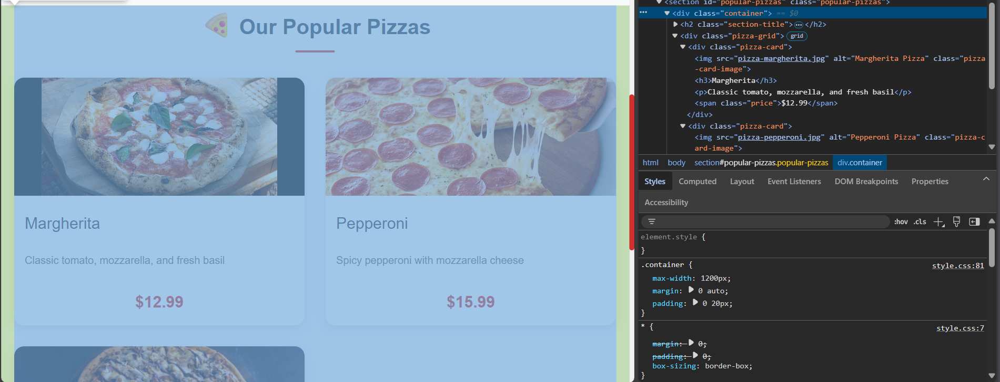 Our Popular Pizzas
Margherita
Classic tomato, mozzarella, and fresh basil
$12.99
Pepperoni
Spicy pepperoni with mozzarella cheese
$15.99
<section id="popular-pizzas" class="popular-pizzas">
<div class="container"> == $0
<h2 class="section-title"> ⋯ </h2>
<div class="pizza-grid"> grid
<div class="pizza-card">
<img src="pizza-margherita.jpg" alt="Margherita Pizza" class="pizza
-card-image">
<h3>Margherita</h3>
<p>Classic tomato, mozzarella, and fresh basil</p>
<span class="price">$12.99</span>
</div>
<div class="pizza-card">
<img src="pizza-pepperoni.jpg" alt="Pepperoni Pizza" class="pizza-c
ard-image">
html body section#popular-pizzas.popular-pizzas div.container
Styles Computed Layout Event Listeners DOM Breakpoints Properties
Accessibility
:hov .cls
element.style {
}
.container { style.css:81
max-width: 1200px;
margin: 0 auto;
padding: 0 20px;
}
* { style.css:7
margin: 0;
padding: 0;
box-sizing: border-box;
}